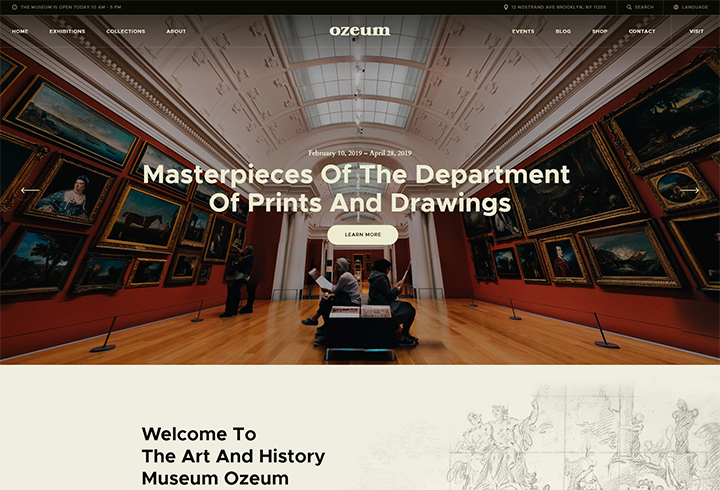 THE MUSEUM IS OPEN TODAY 10 AM - 5 PM
12 NOSTRAND AVE BROOKLYN, NY 11205
SEARCH
LANGUAGE
HOME
EXHIBITIONS
COLLECTIONS
ABOUT
ozeum
EVENTS
BLOG
SHOP
CONTACT
VISIT
February 10, 2019 – April 28, 2019
Masterpieces Of The Department
Of Prints And Drawings
LEARN MORE
Welcome To
The Art And History
Museum Ozeum